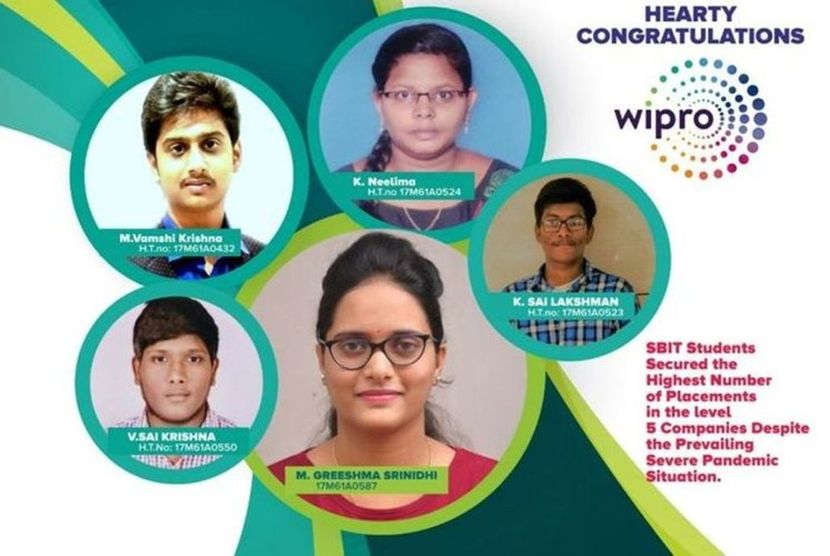 HEARTY
CONGRATULATIONS
wipro
K. Neelima
H.T.no 17M61A0524
M.Vamshi Krishna
H.T.no: 17M61A0432
K. SAI LAKSHMAN
H.T.no: 17M61A0523
V.SAI KRISHNA
H.T.No: 17M61A0550
M. GREESHMA SRINIDHI
17M61A0587
SBIT Students
Secured the
Highest Number
of Placements
in the level
5 Companies Despite
the Prevailing
Severe Pandemic
Situation.